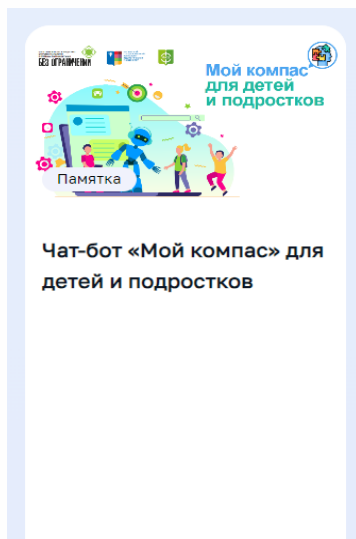 БЕЗ ОГРАНИЧЕНИЙ
Мой компас
для детей
и подростков
Памятка
Чат-бот «Мой компас» для
детей и подростков